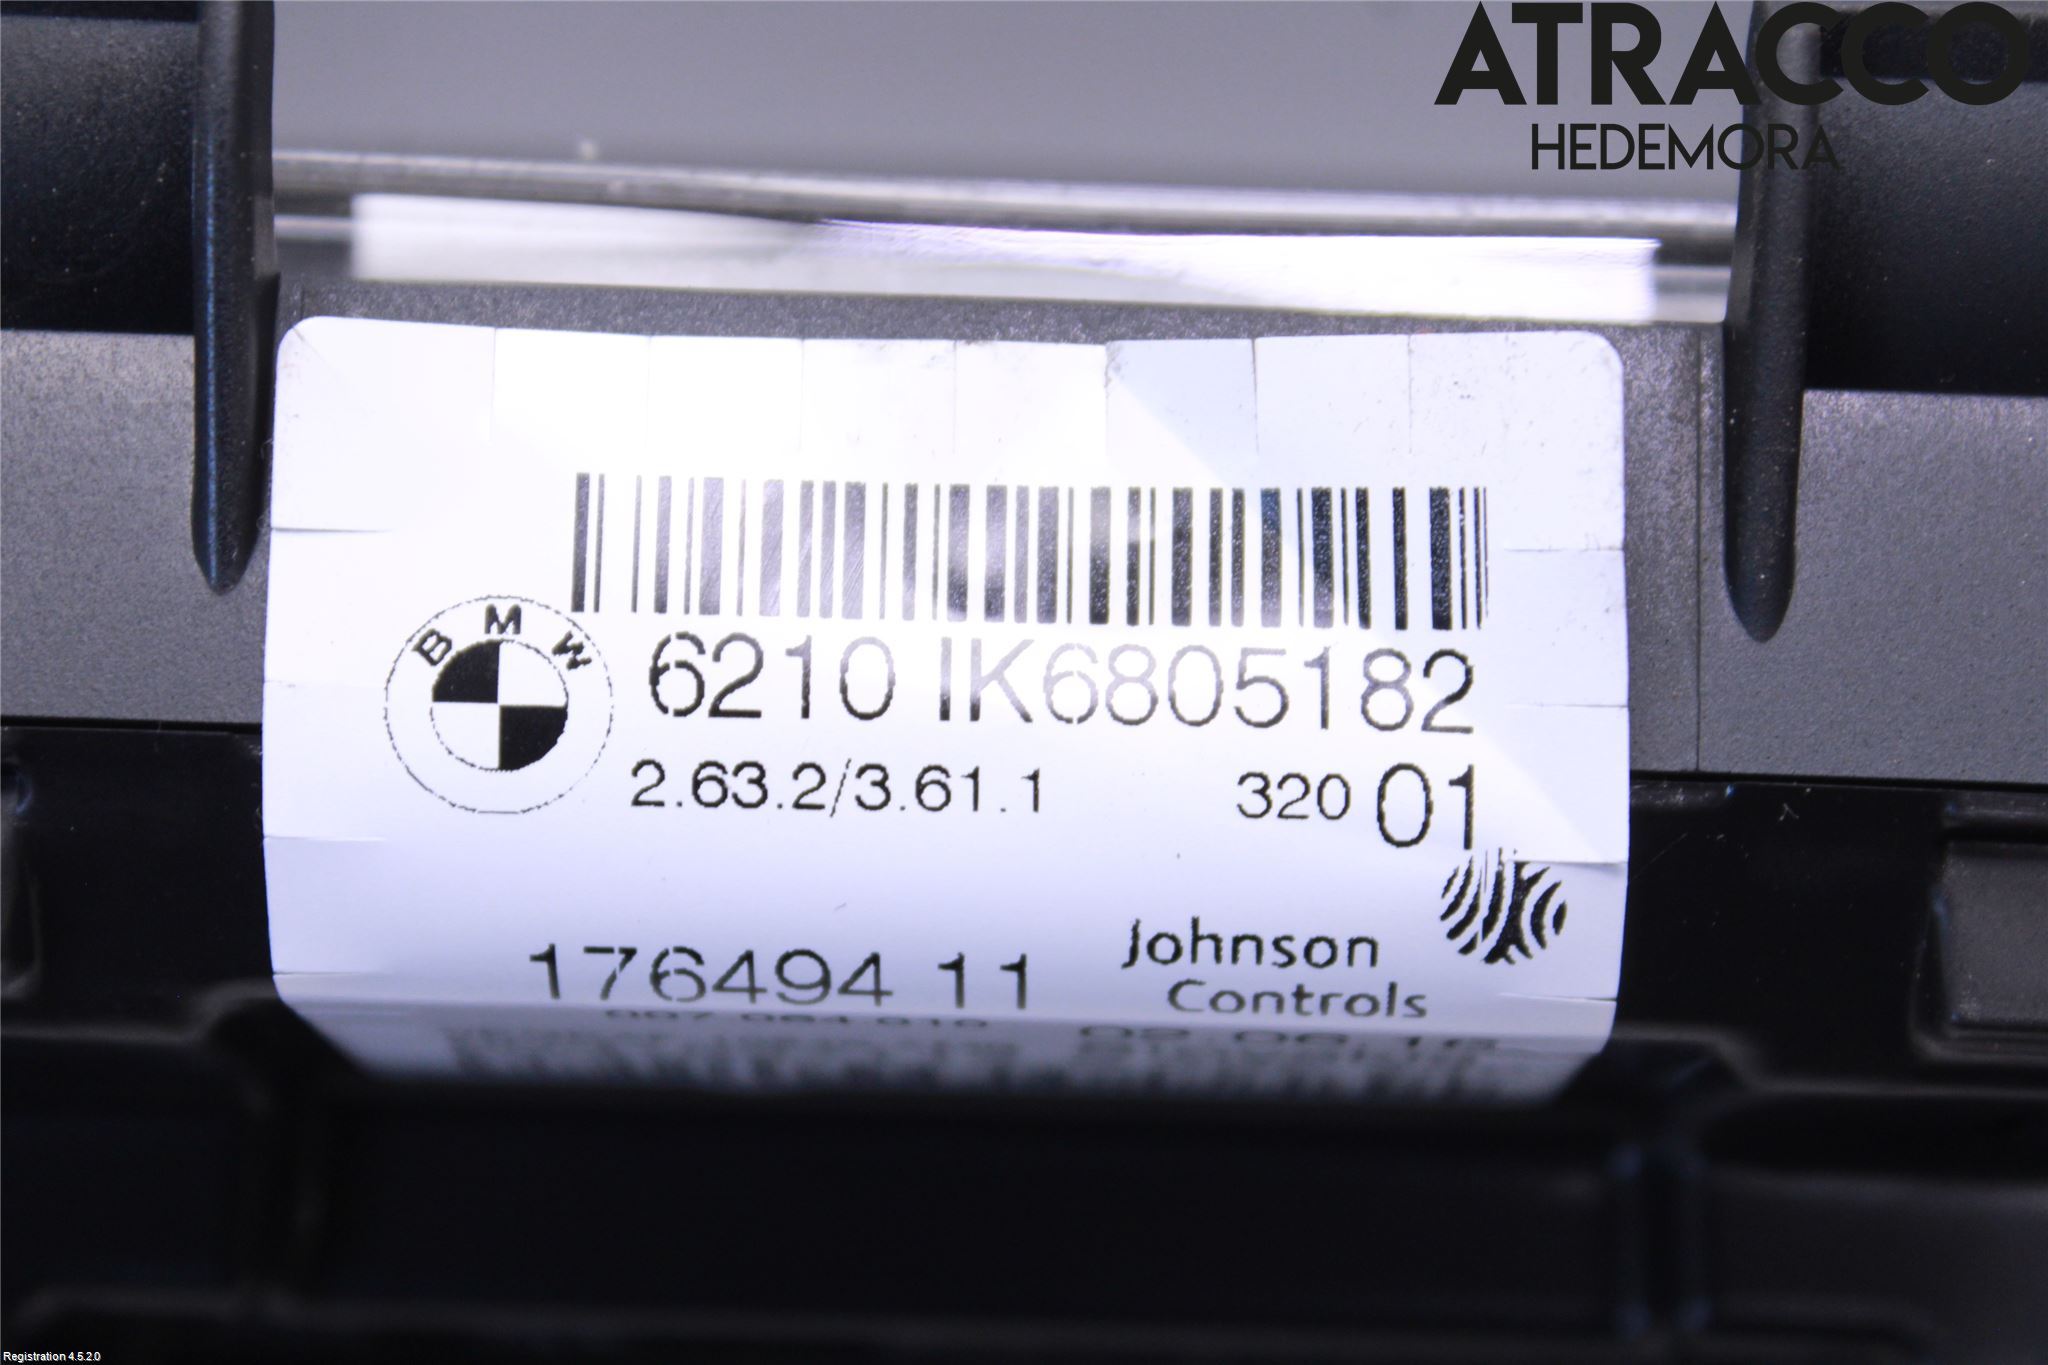 ATRACCO
HEDEMORA
BMW
6210 IK6805182
2.63.2/3.61.1 320 01
Johnson
Controls
176494 11
Registration 4.5.2.0